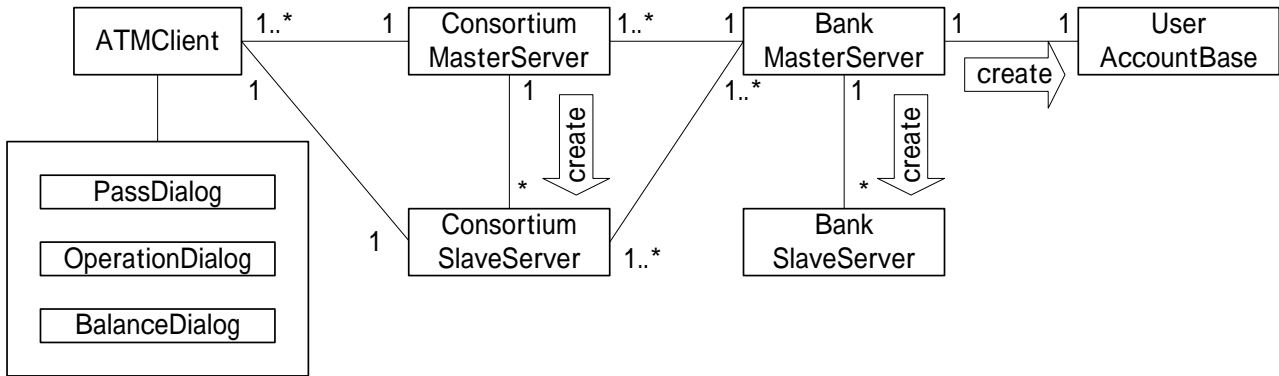 1..* 1 Consortium 1..* 1 Bank 1 1 User
ATMClient MasterServer MasterServer AccountBase
create
1 1 1..* 1
create create
PassDialog
* *
Consortium Bank
1 SlaveServer 1..* SlaveServer
OperationDialog
BalanceDialog